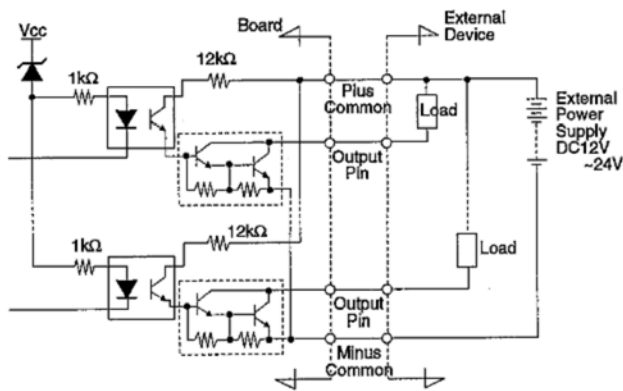 Board
External
Device
Vcc
1kΩ
12kΩ
Plus
Common
Load
External
Power
Supply
DC12V
~24V
Output
Pin
1kΩ
12kΩ
Load
Output
Pin
Minus
Common